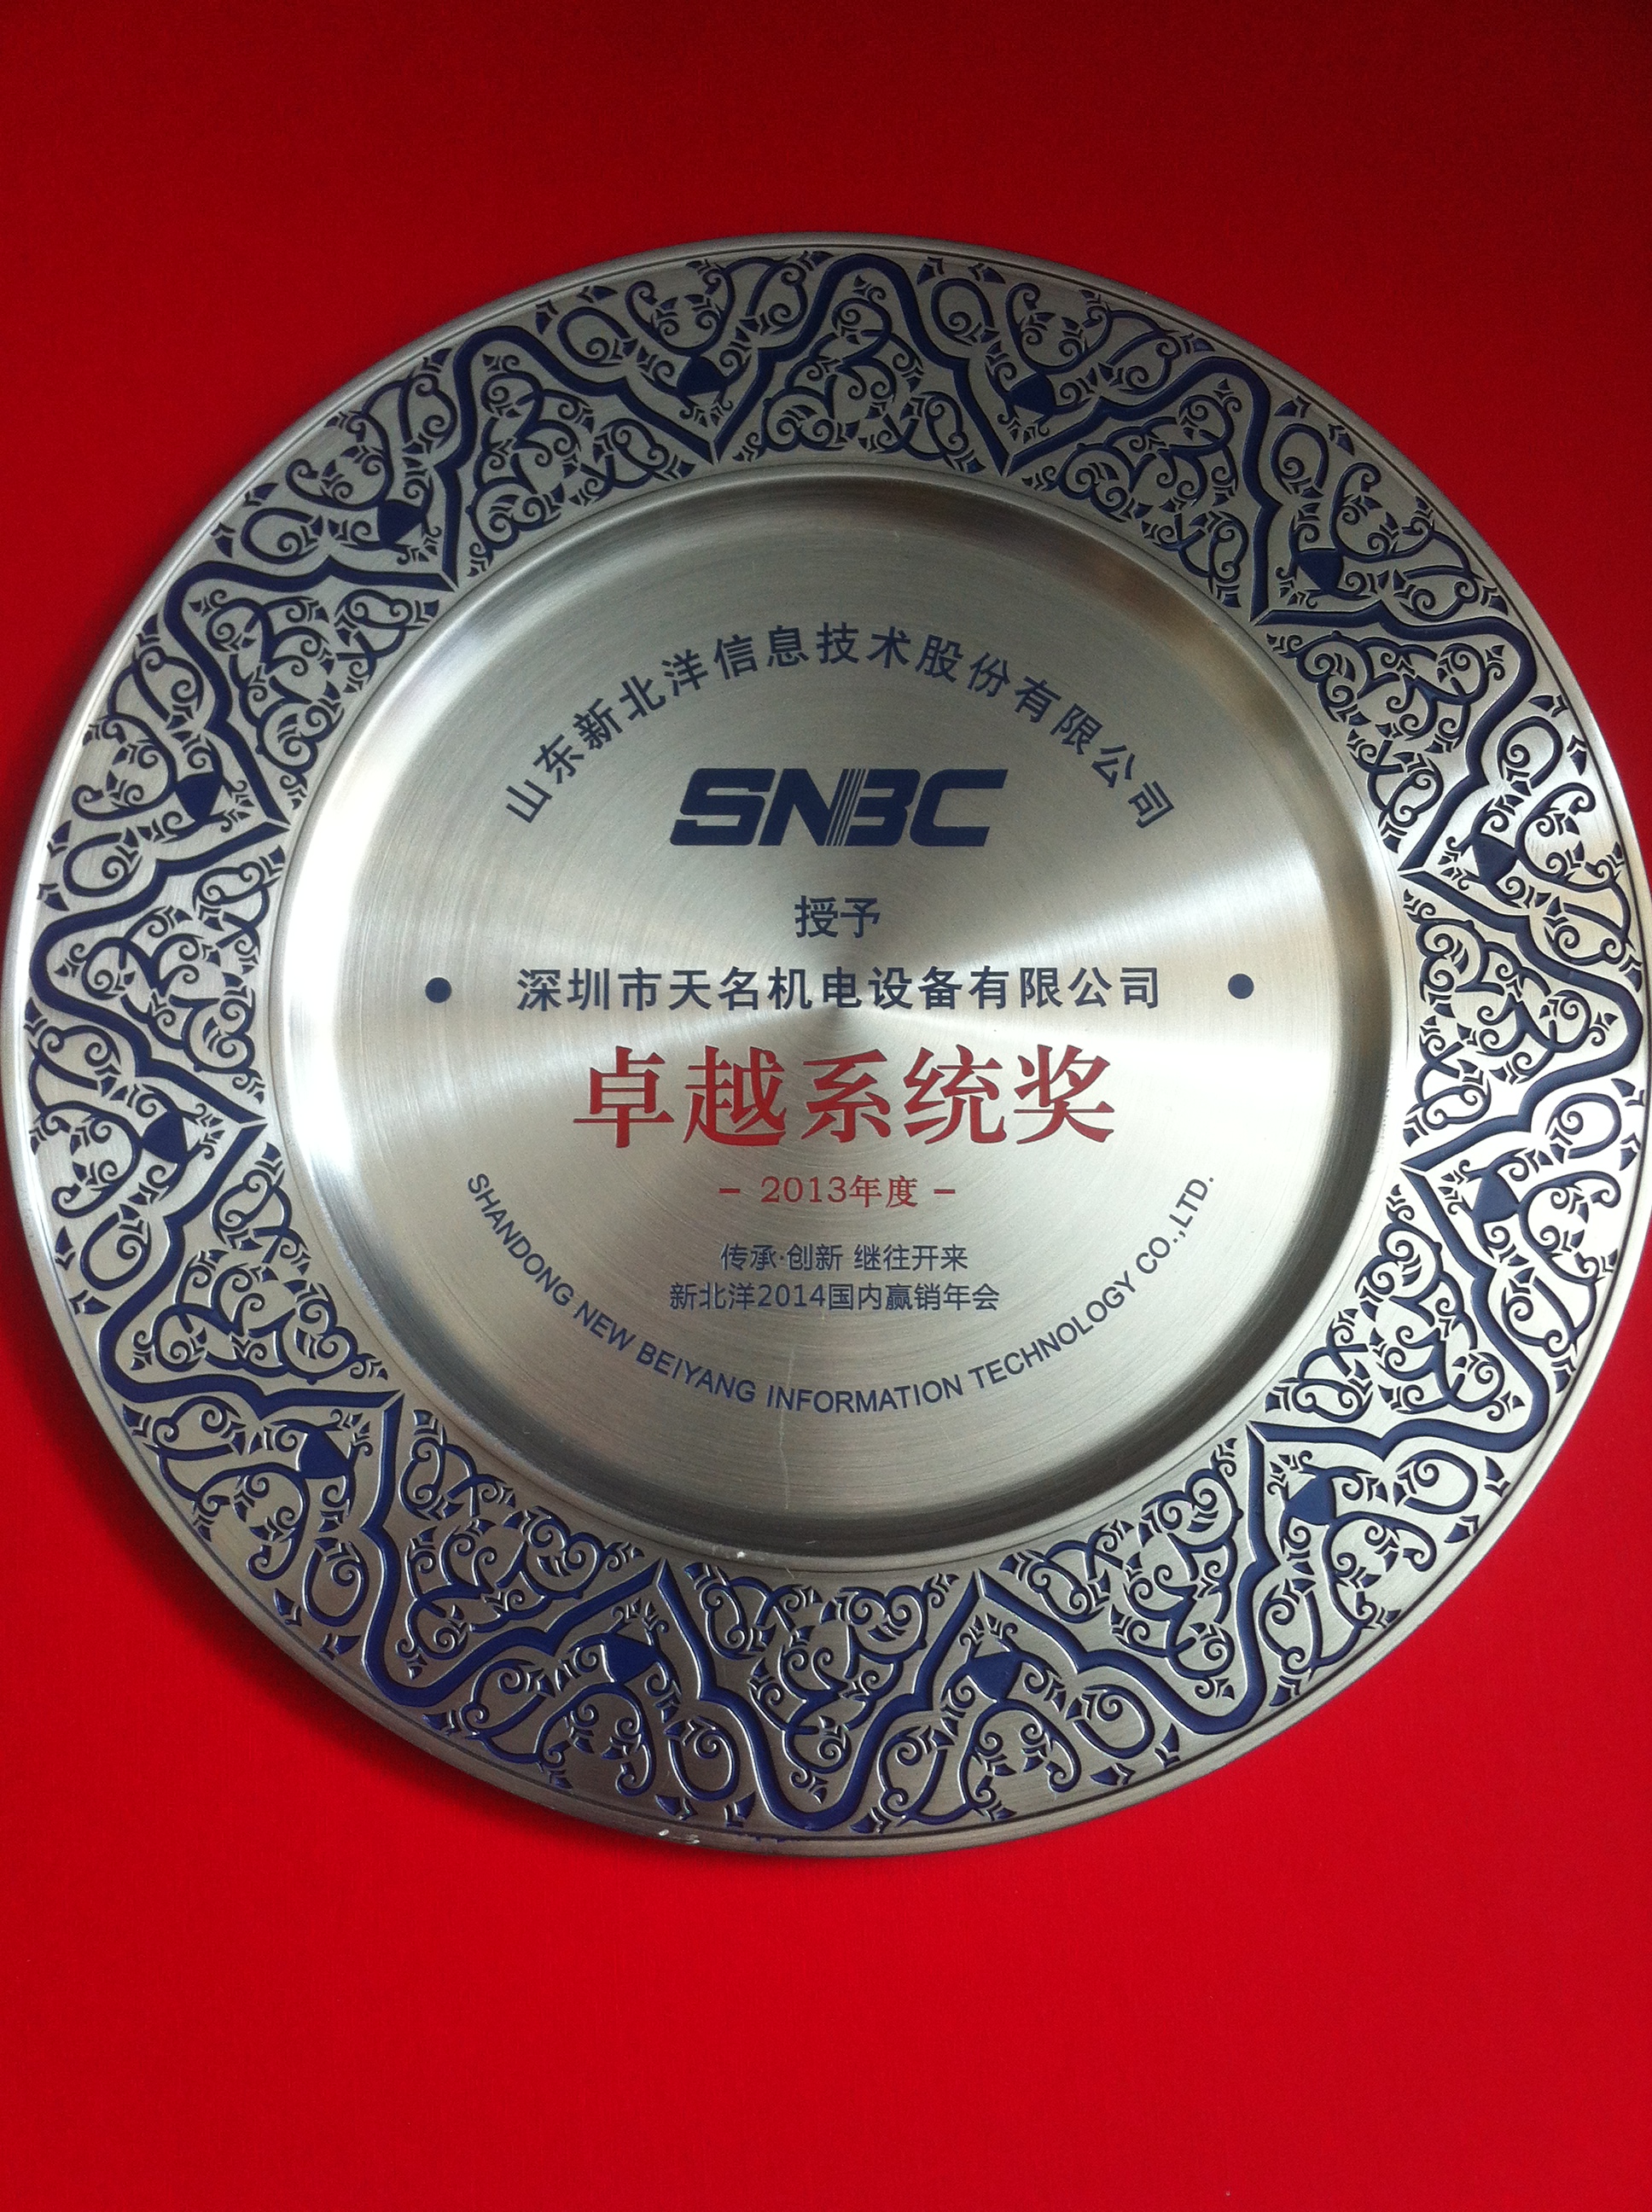 山东新北洋信息技术股份有限公司
SNBC
授予
• 深圳市天名机电设备有限公司 •
卓越系统奖
- 2013年度 -
传承·创新 继往开来
新北洋2014国内赢销年会
SHANDONG NEW BEIYANG INFORMATION TECHNOLOGY CO.,LTD.